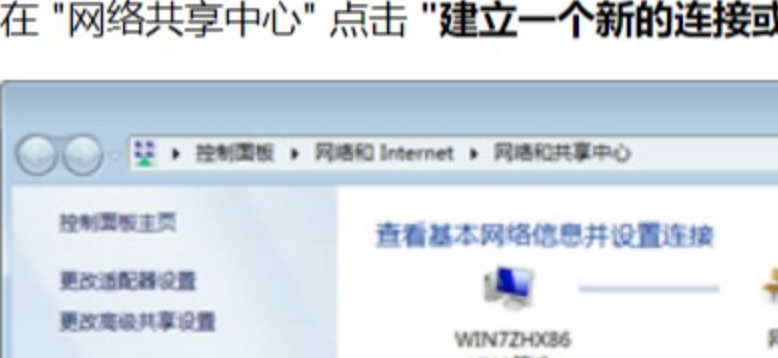 在 "网络共享中心" 点击 "建立一个新的连接或
控制面板 ▸ 网络和 Internet ▸ 网络和共享中心
控制面板主页
查看基本网络信息并设置连接
更改适配器设置
更改高级共享设置
WIN7ZHX86